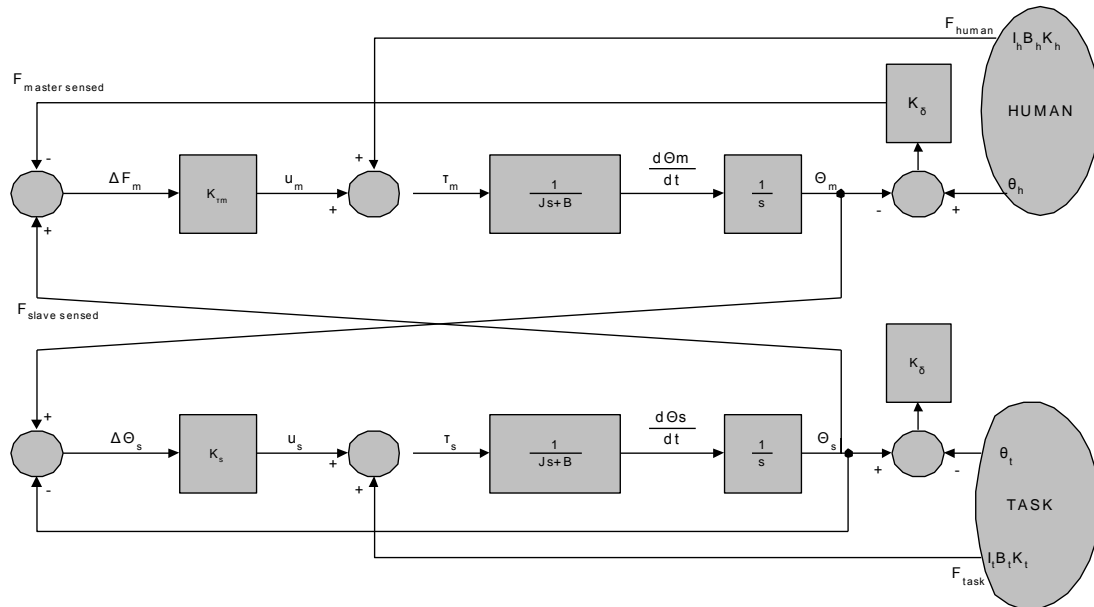 F human
I h B h K h
F master sensed
K δ
HUMAN
-
+
ΔF m
K τm
u m
+
τ m
1
Js+B
dΘm
dt
1
s
Θ m
-
+
θ h
+
F slave sensed
K δ
+
ΔΘ s
K s
u s
+
τ s
1
Js+B
dΘs
dt
1
s
Θ s
+
-
θ t
-
+
TASK
I t B t K t
F task